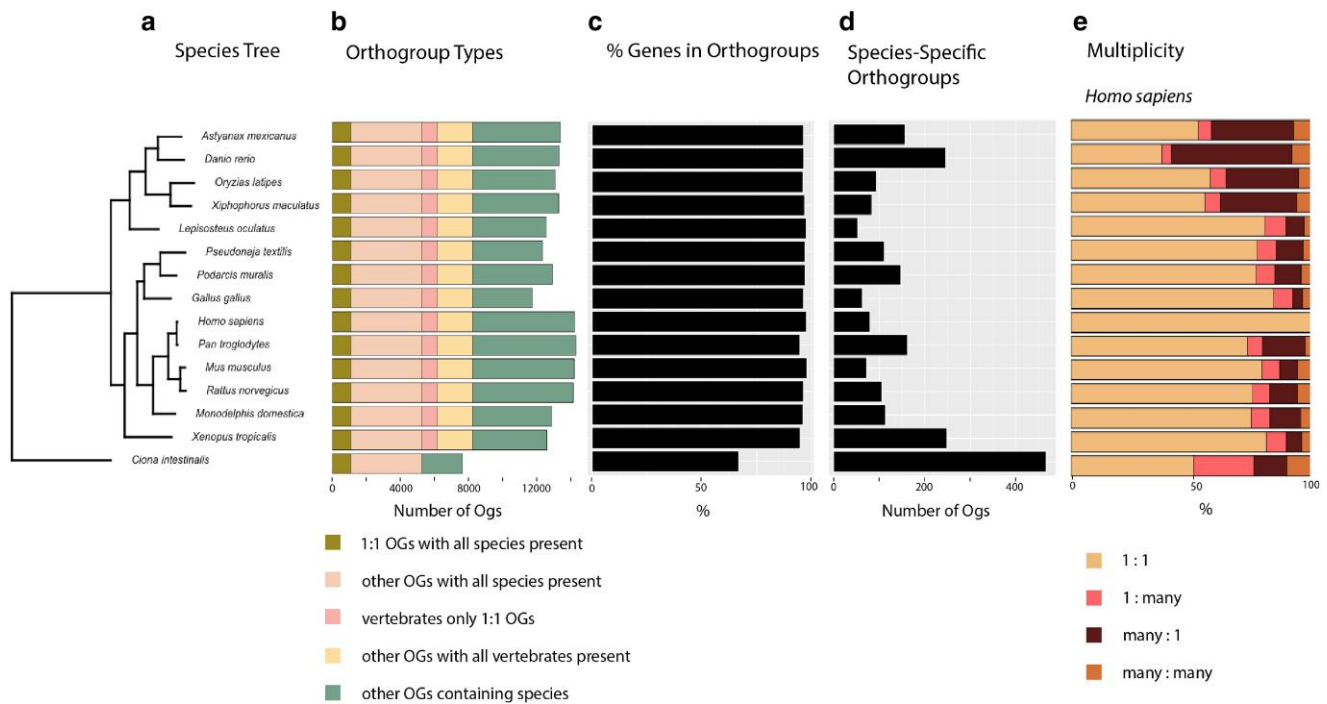 a
Species Tree
b
Orthogroup Types
c
% Genes in Orthogroups
d
Species-Specific
Orthogroups
e
Multiplicity
Homo sapiens
Astyanax mexicanus
Danio rerio
Oryzias latipes
Xiphophorus maculatus
Lepisosteus oculatus
Pseudonaja textilis
Podarcis muralis
Gallus gallus
Homo sapiens
Pan troglodytes
Mus musculus
Rattus norvegicus
Monodelphis domestica
Xenopus tropicalis
Ciona intestinalis
0 4000 8000 12000
Number of Ogs
0 50 100
%
0 200 400
Number of Ogs
0 50 100
%
1:1 OGs with all species present
other OGs with all species present
vertebrates only 1:1 OGs
other OGs with all vertebrates present
other OGs containing species
1 : 1
1 : many
many : 1
many : many